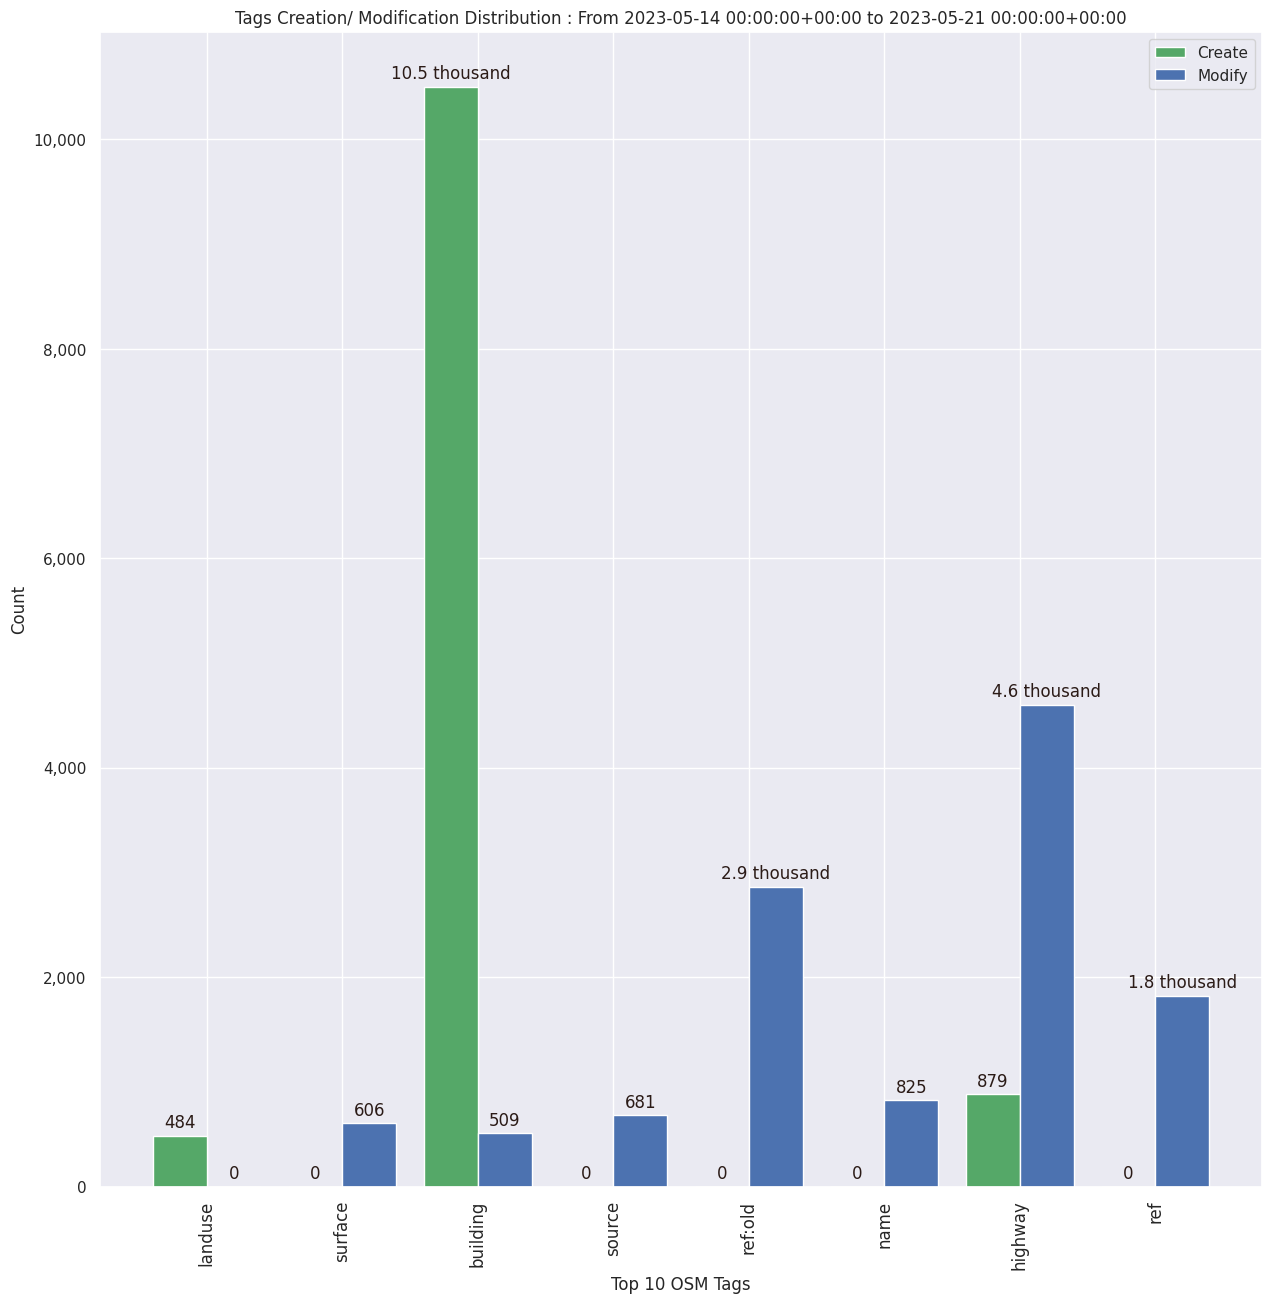 Tags Creation/ Modification Distribution : From 2023-05-14 00:00:00+00:00 to 2023-05-21 00:00:00+00:00
Create
Modify
10.5 thousand
10,000
8,000
6,000
Count
4.6 thousand
4,000
2.9 thousand
2,000
1.8 thousand
484
0
0
606
509
0
681
0
0
825
879
0
0
landuse
surface
building
source
ref:old
name
highway
ref
Top 10 OSM Tags